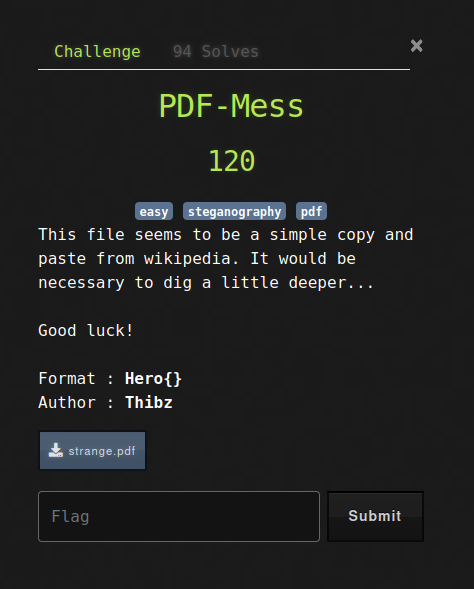 Challenge 94 Solves ×
PDF-Mess
120
easy steganography pdf
This file seems to be a simple copy and
paste from wikipedia. It would be
necessary to dig a little deeper...
Good luck!
Format : Hero{}
Author : Thibz
strange.pdf
Flag Submit